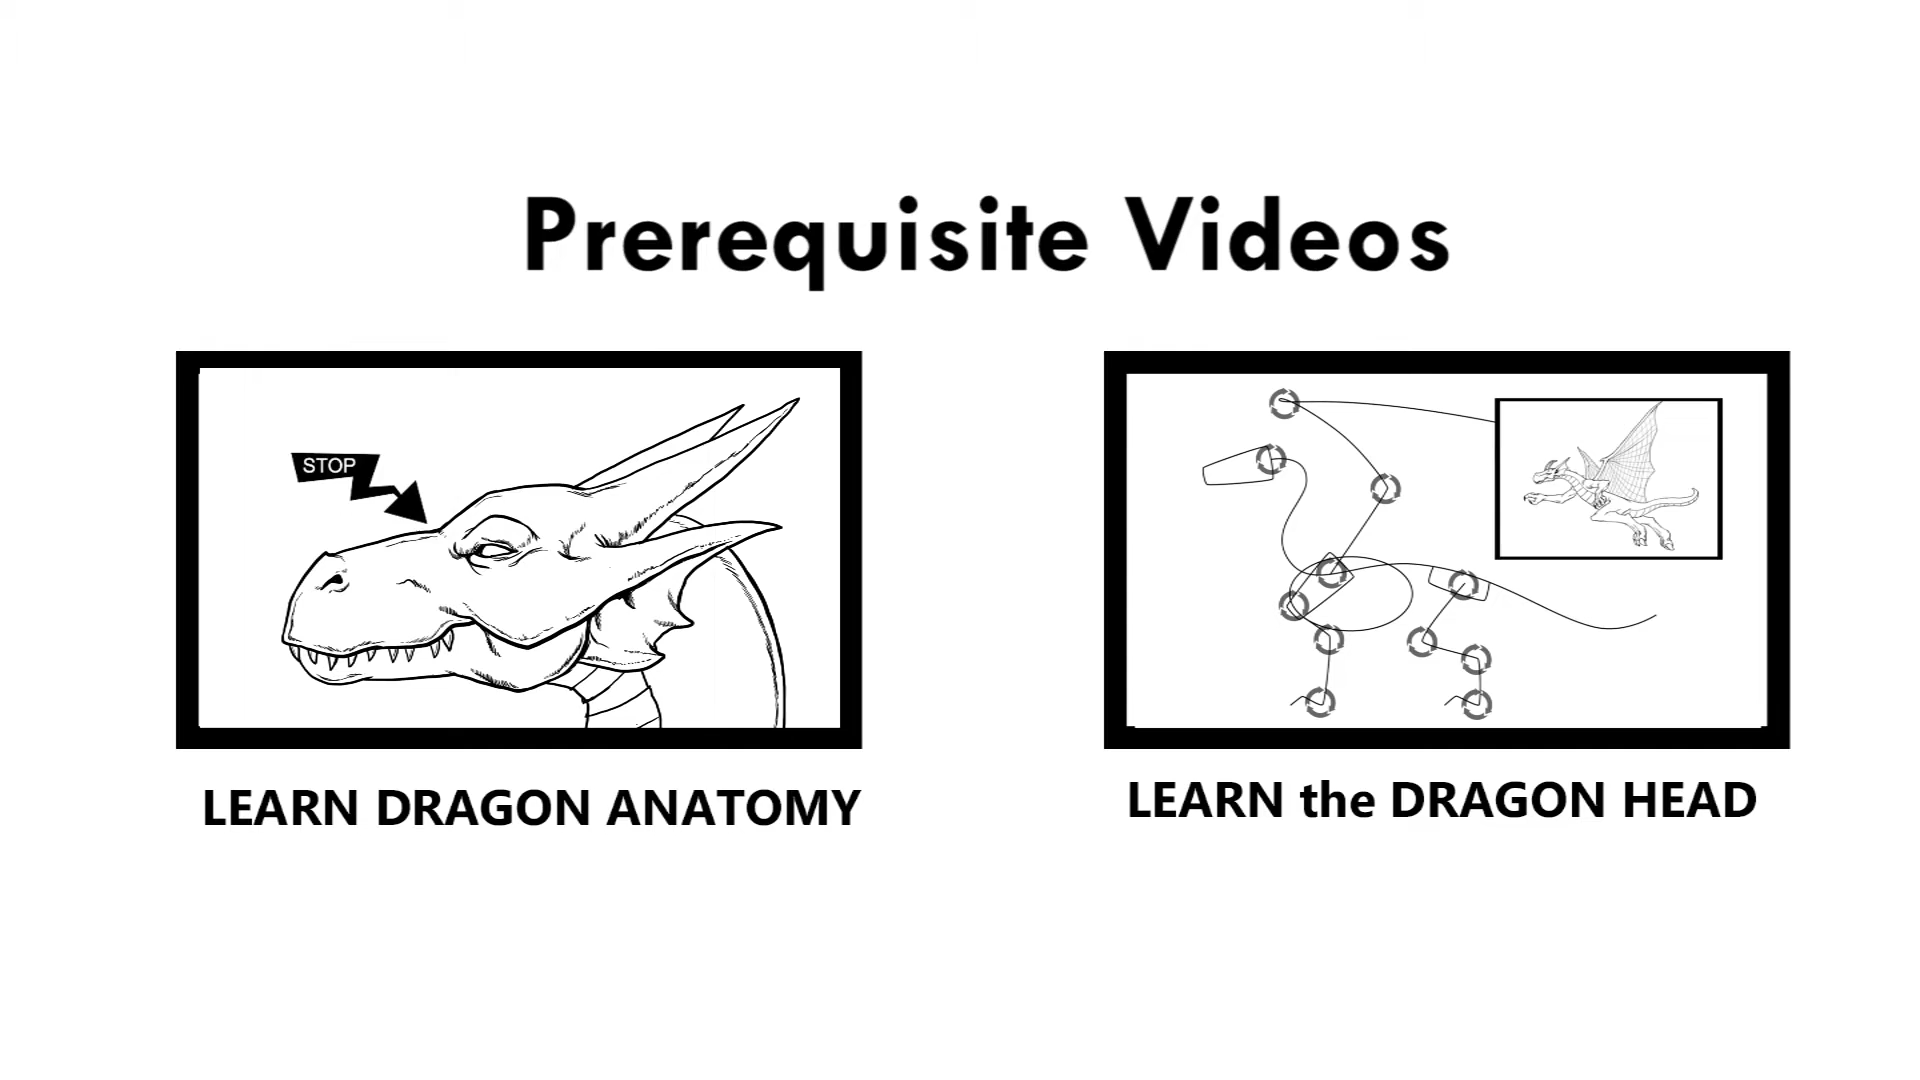 Prerequisite Videos
STOP
LEARN DRAGON ANATOMY
LEARN the DRAGON HEAD